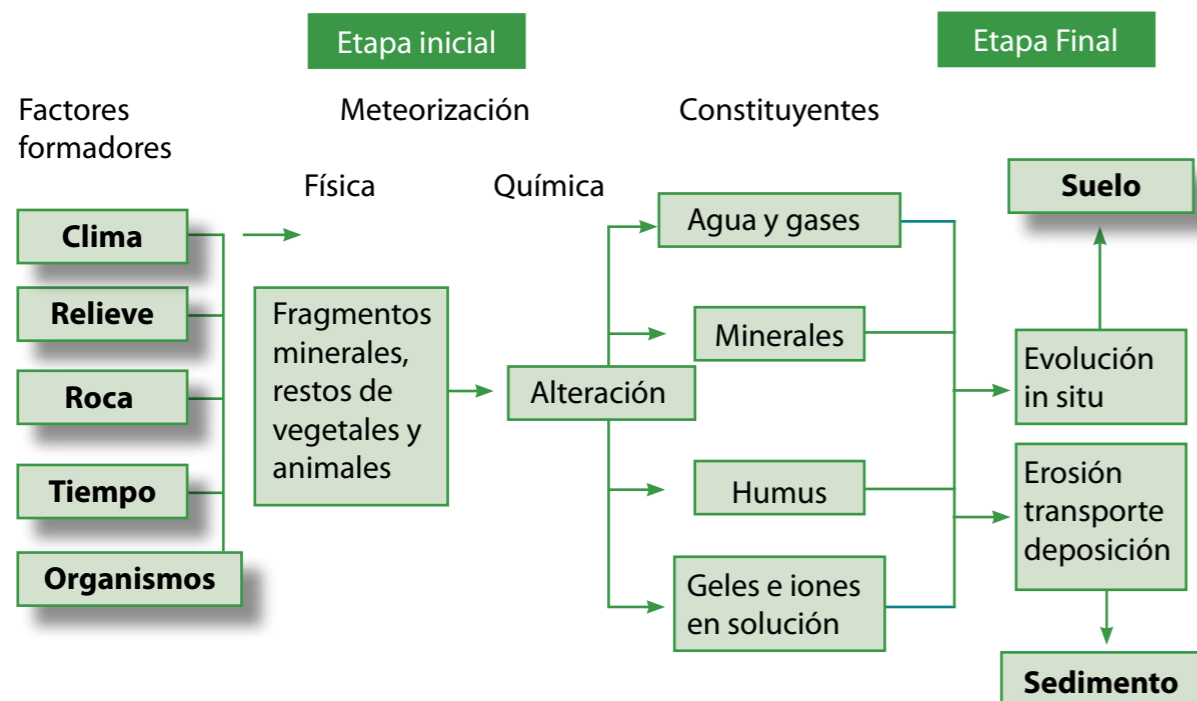 Etapa inicial
Etapa Final
Factores
formadores
Meteorización
Constituyentes
Física
Química
Clima
Relieve
Roca
Tiempo
Organismos
Fragmentos
minerales,
restos de
vegetales y
animales
Alteración
Agua y gases
Minerales
Humus
Geles e iones
en solución
Suelo
Evolución
in situ
Erosión
transporte
deposición
Sedimento